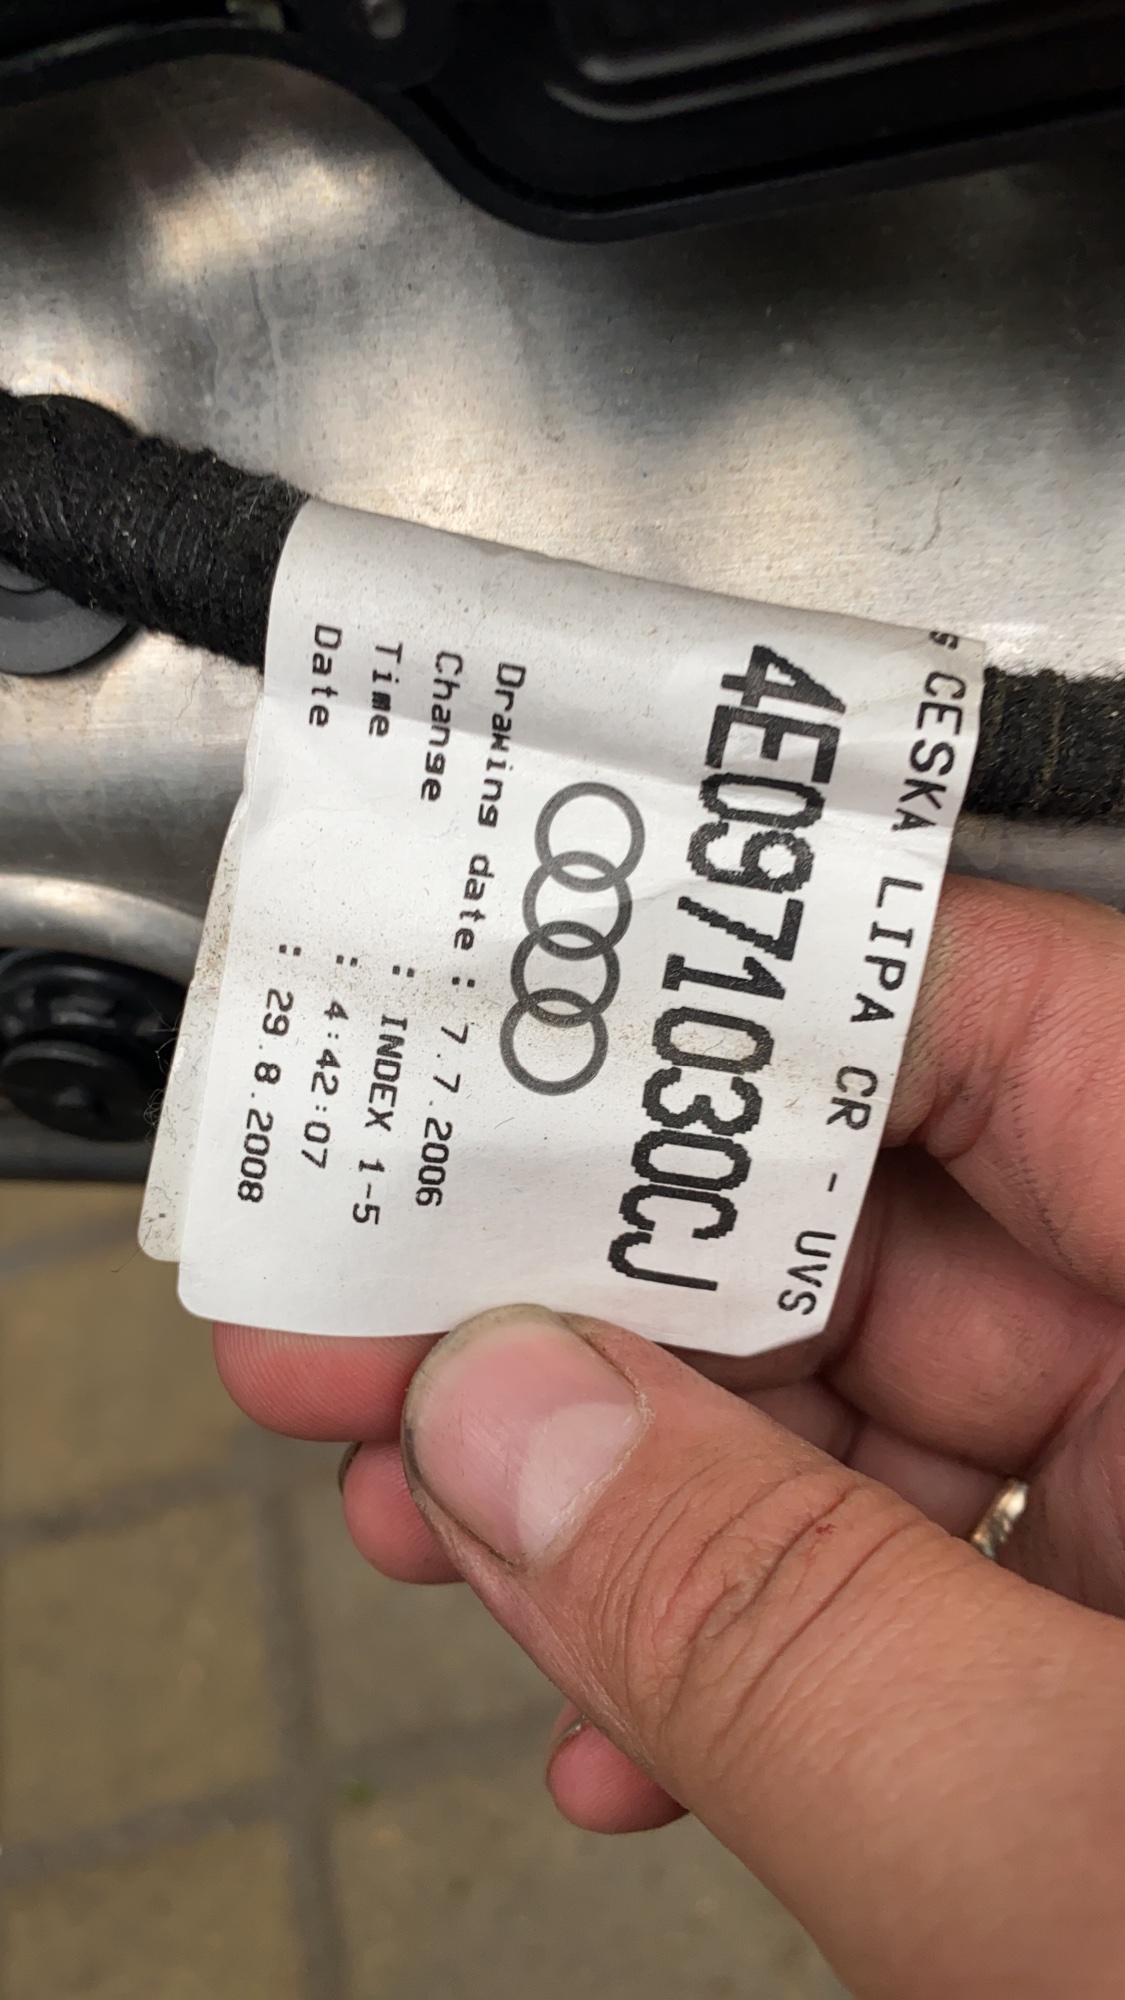 CESKA LIPA CR - UVS
4E0971030CJ
Drawing date : 7.7.2006
Change : INDEX 1-5
Time : 4:42:07
Date : 29.8.2008